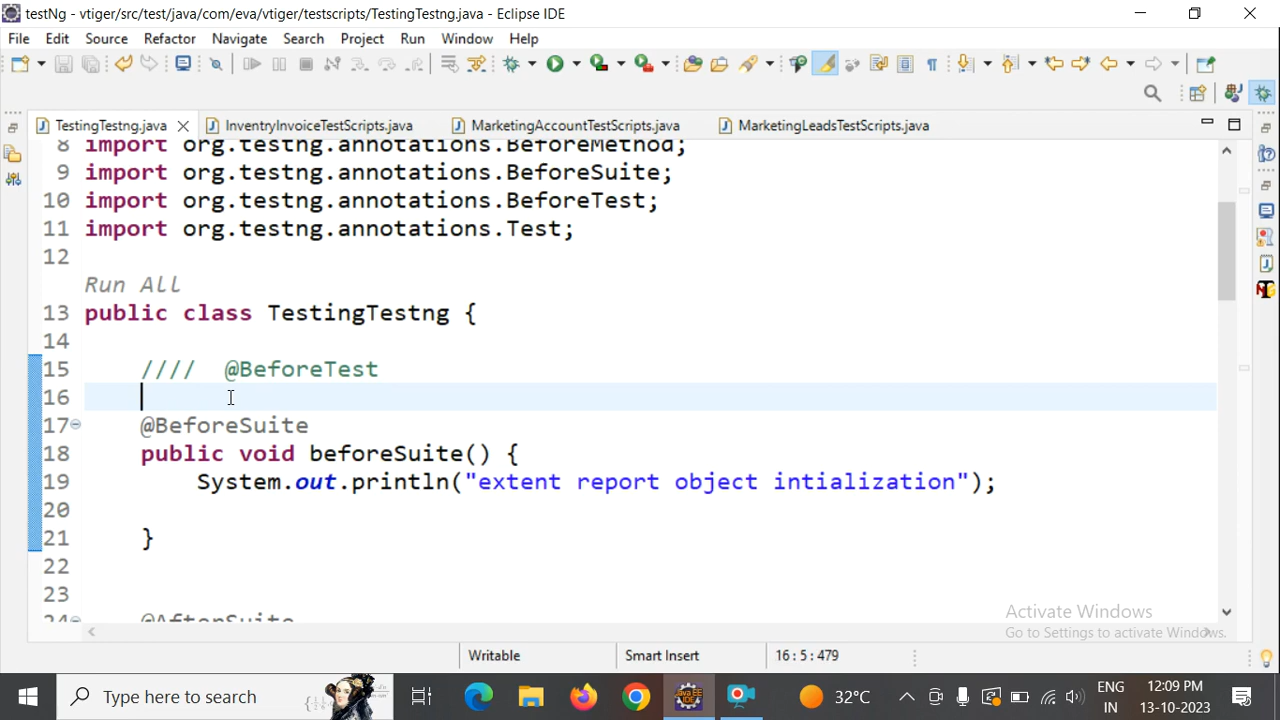 testNg - vtiger/src/test/java/com/eva/vtiger/testscripts/TestingTestng.java - Eclipse IDE
File Edit Source Refactor Navigate Search Project Run Window Help
TestingTestng.java InventryInvoiceTestScripts.java MarketingAccountTestScripts.java MarketingLeadsTestScripts.java
8 import org.testng.annotations.BeforeMethod;
9 import org.testng.annotations.BeforeSuite;
10 import org.testng.annotations.BeforeTest;
11 import org.testng.annotations.Test;
12
Run All
13 public class TestingTestng {
14
15 //// @BeforeTest
16
17 @BeforeSuite
18 public void beforeSuite() {
19 System.out.println("extent report object intialization");
20
21 }
22
23
24 @AfterSuite
Activate Windows
Go to Settings to activate Windows.
Writable Smart Insert 16:5:479
Type here to search
32°C
ENG
IN
12:09 PM
13-10-2023